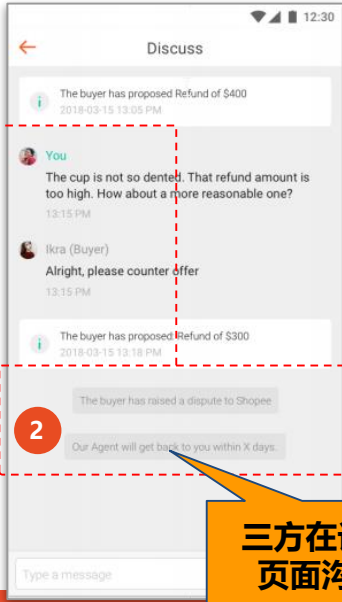 12:30
Discuss
The buyer has proposed Refund of $400
2018-03-15 13:05 PM
You
The cup is not so dented. That refund amount is
too high. How about a more reasonable one?
13:15 PM
Ikra (Buyer)
Alright, please counter offer
13:15 PM
The buyer has proposed: Refund of $300
2018-03-15 13:18 PM
The buyer has raised a dispute to Shopee
2
Our Agent will get back to you within X days.
三方在
页面沟
Type a message